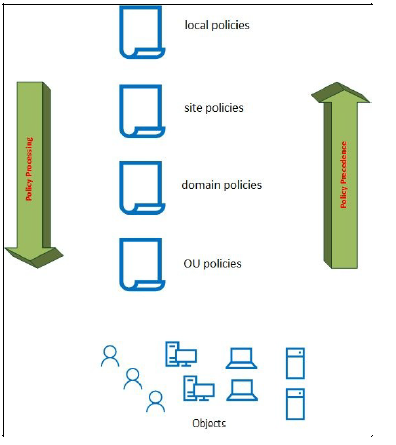 local policies
site policies
Policy Processing
Policy Precedence
domain policies
OU policies
Objects